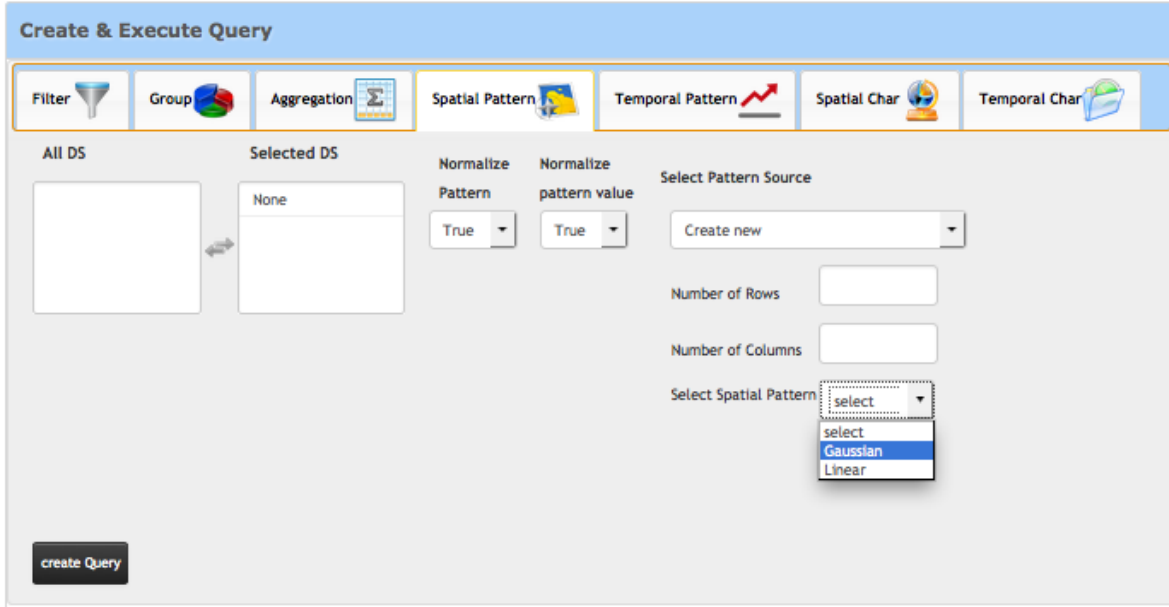 Create & Execute Query
Filter
Group
Aggregation
Σ
Spatial Pattern
Temporal Pattern
Spatial Char
Temporal Char
All DS
Selected DS
None
Normalize
Pattern
True
Normalize
pattern value
True
Select Pattern Source
Create new
Number of Rows
Number of Columns
Select Spatial Pattern
select
select
Gaussian
Linear
create Query